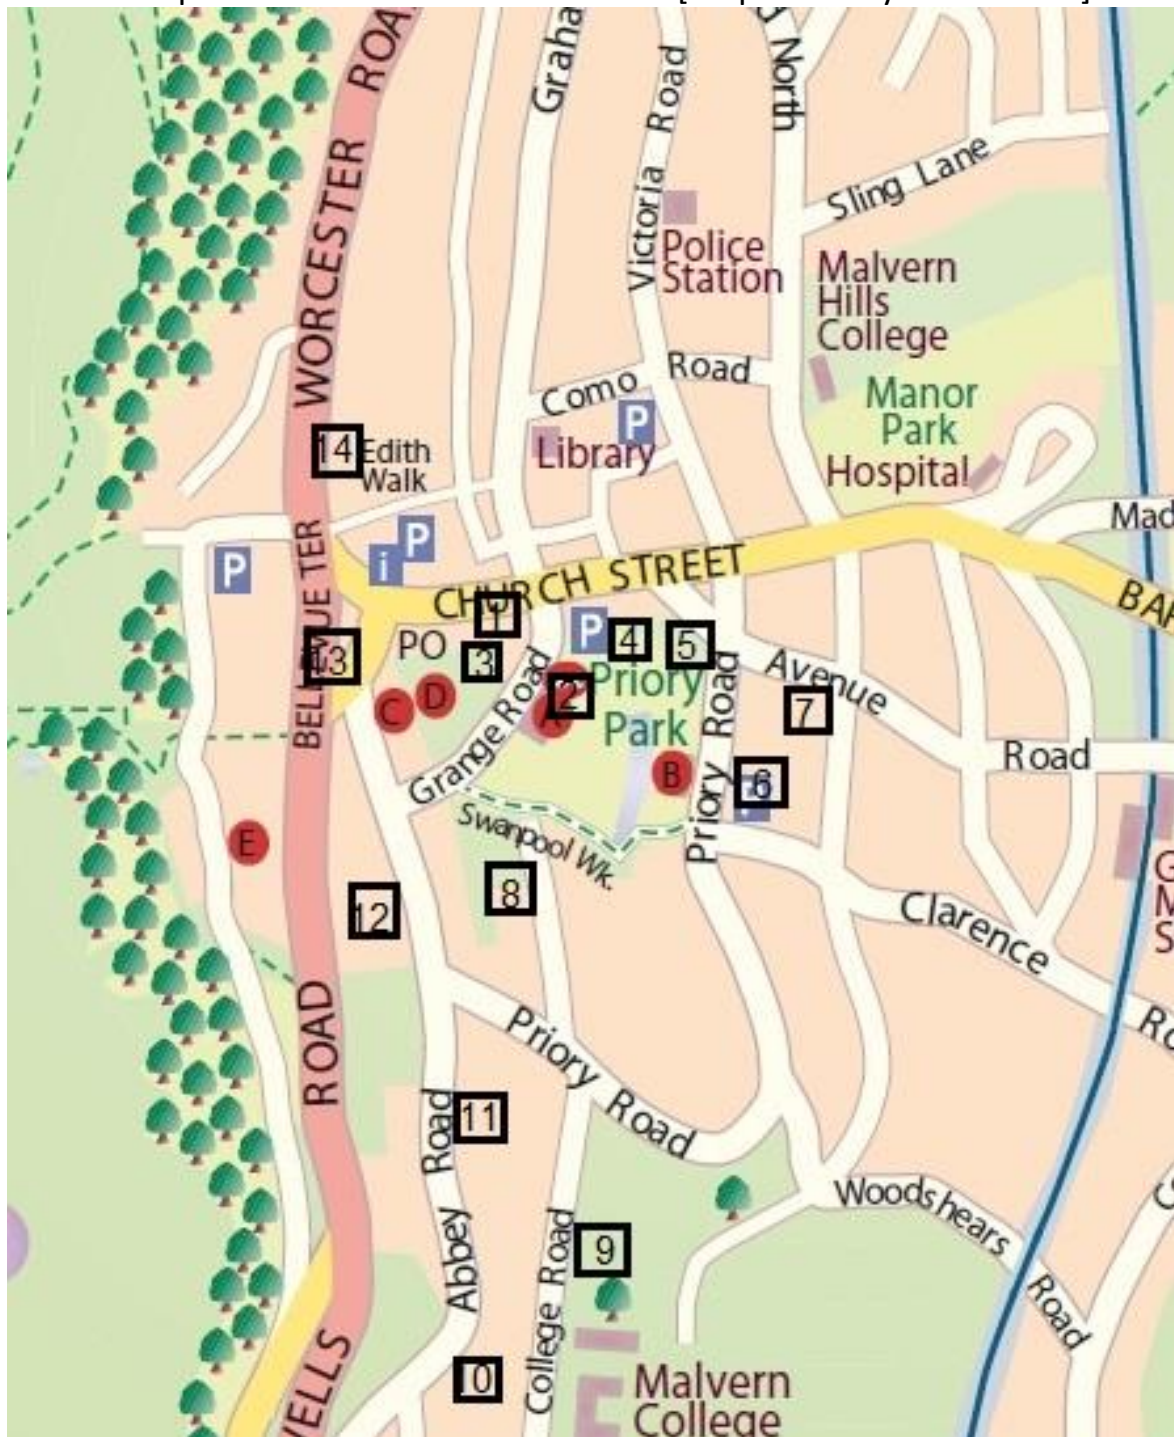 ROA
Graha
Victoria Road
d North
Sling Lane
WORCESTER
Police
Station
Malvern
Hills
College
Como Road
P
Manor
Park
Library
Hospital
14
Edith
Walk
Mad
P
P
i
BELLEVUE TER
CHURCH STREET
BAR
1
P
4
5
13
PO
3
2
A
Priory
Park
C
D
Grange Road
Avenue
Road
7
B
6
Priory Road
Swanpool Wk.
E
8
12
G
M
S
Clarence
Ro
ROAD
Priory Road
11
Abbey Road
Woodshears
Road
9
College Road
10
WELLS
Malvern
College